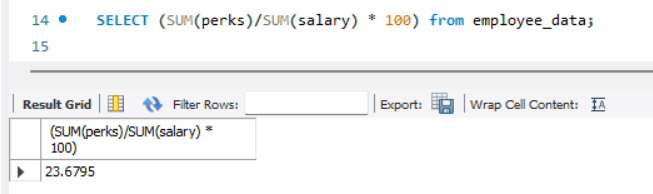 14 SELECT (SUM(perks)/SUM(salary) * 100) from employee_data;
15
Result Grid Filter Rows: Export: Wrap Cell Content: IA
(SUM(perks)/SUM(salary) *
100)
23.6795